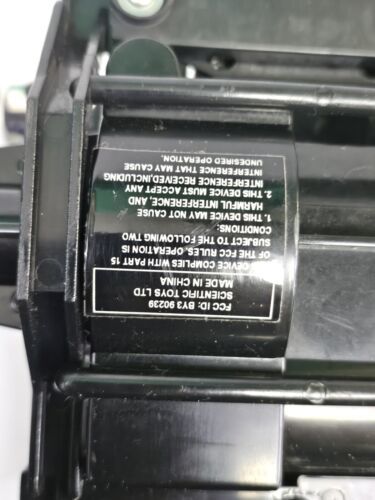 FCC ID: BY3 90239
SCIENTIFIC TOYS LTD
MADE IN CHINA
DEVICE COMPLIES WITH PART 15
OF THE FCC RULES, OPERATION IS
SUBJECT TO THE FOLLOWING TWO
CONDITIONS:
1. THIS DEVICE MAY NOT CAUSE
HARMFUL INTERFERENCE, AND
2. THIS DEVICE MUST ACCEPT ANY
INTERFERENCE RECEIVED,INCLUDING
INTERFERENCE THAT MAY CAUSE
UNDESIRED OPERATION.